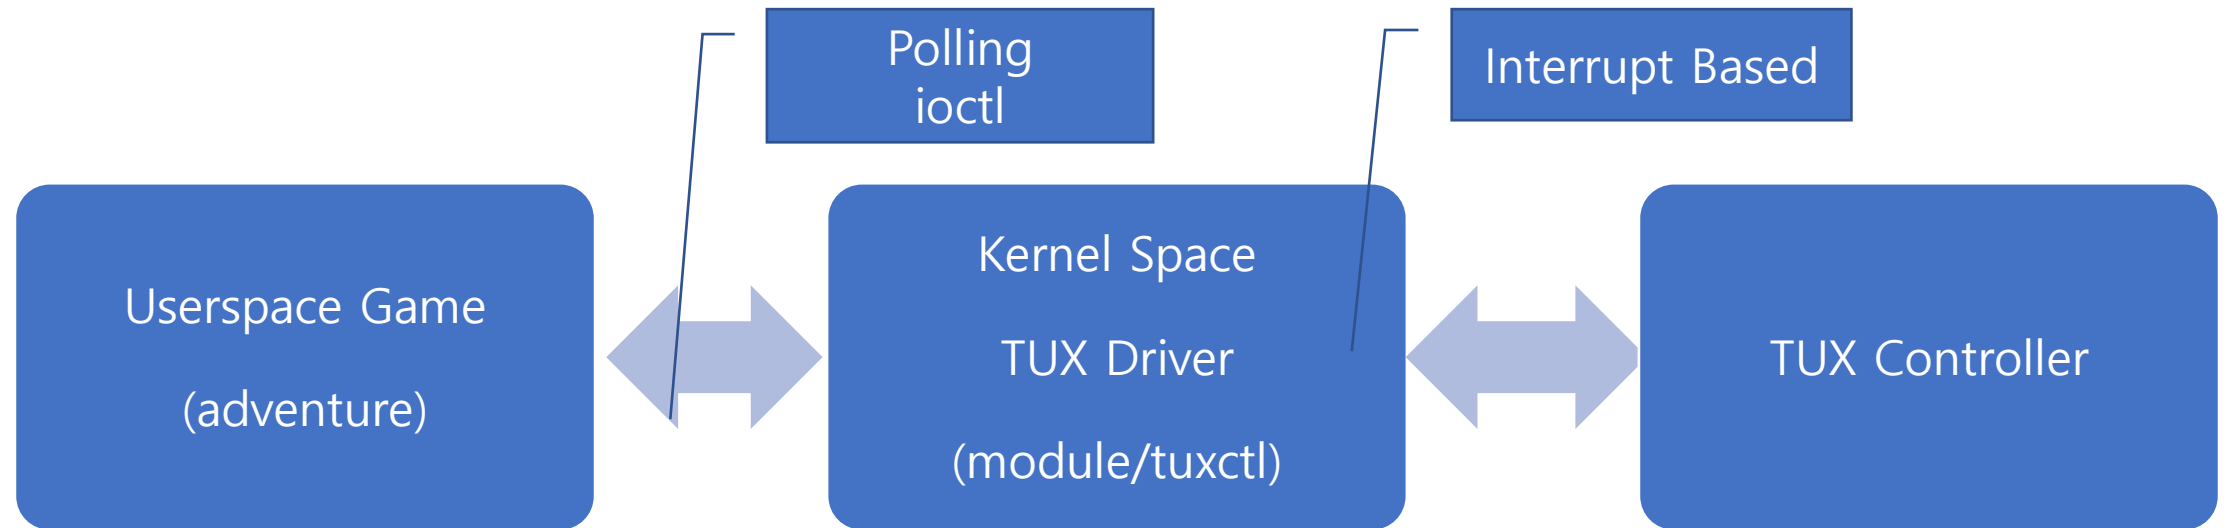 Polling
ioctl
Interrupt Based
Userspace Game
(adventure)
Kernel Space
TUX Driver
(module/tuxctl)
TUX Controller